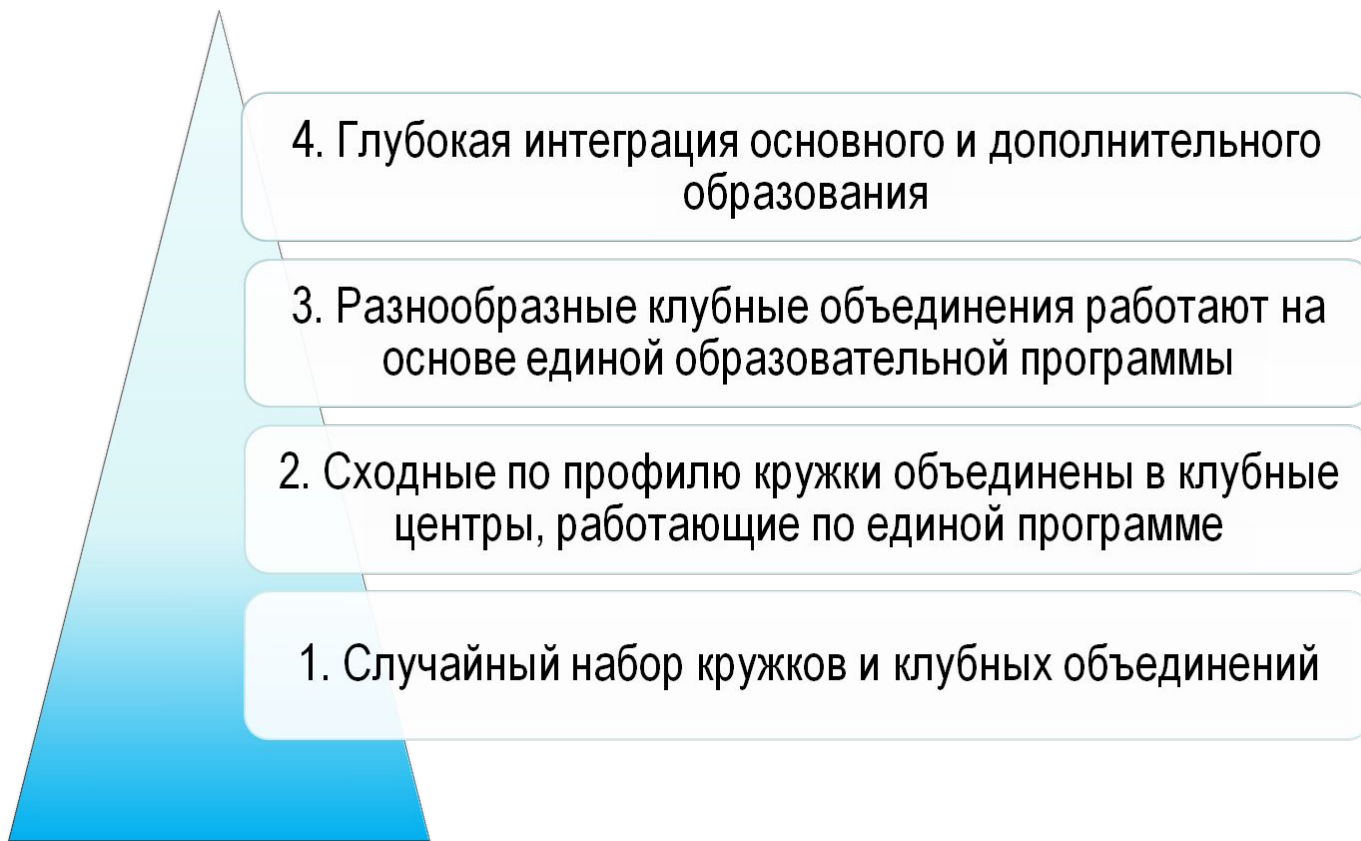 4. Глубокая интеграция основного и дополнительного
образования
3. Разнообразные клубные объединения работают на
основе единой образовательной программы
2. Сходные по профилю кружки объединены в клубные
центры, работающие по единой программе
1. Случайный набор кружков и клубных объединений